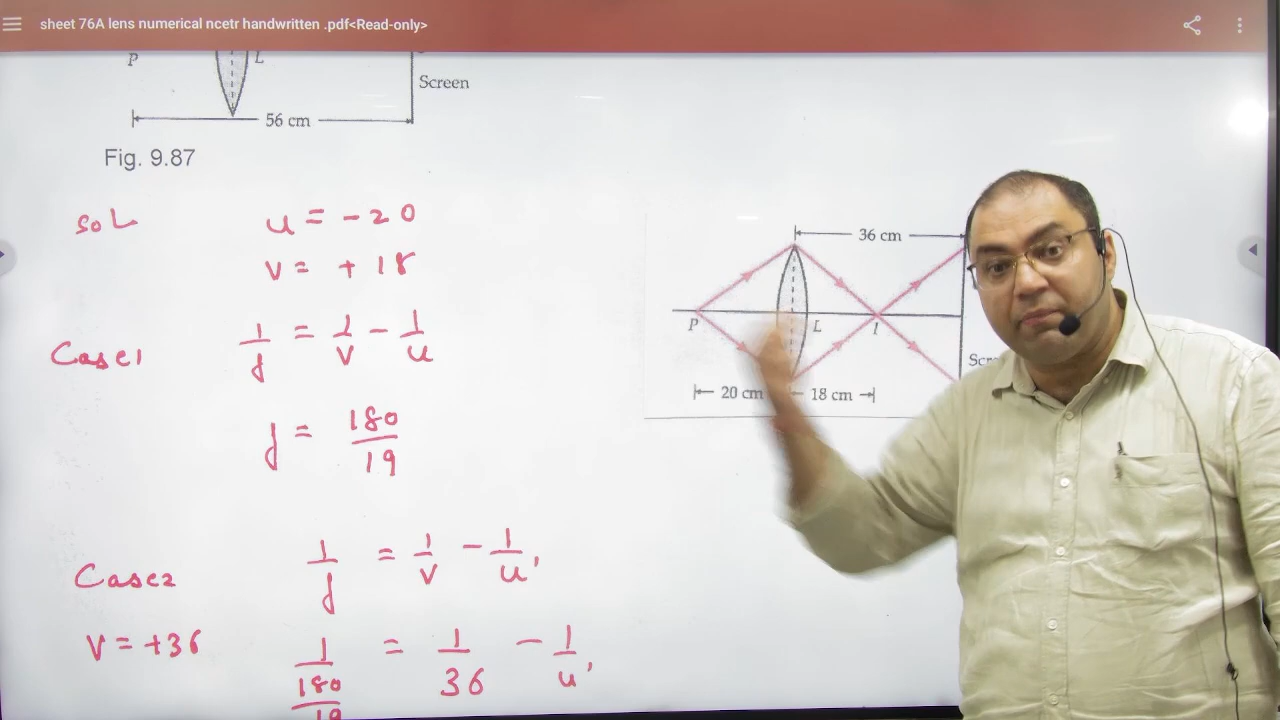 sheet 76A lens numerical ncetr handwritten .pdf<Read-only>
P L
Screen
56 cm
Fig. 9.87
Sol u = -20
v = +18
Case1 1/f = 1/v - 1/u
f = 180/19
Case2 1/f = 1/v - 1/u'
v = +36 1/(180/19) = 1/36 - 1/u'
36 cm
P L I
Scr
20 cm 18 cm